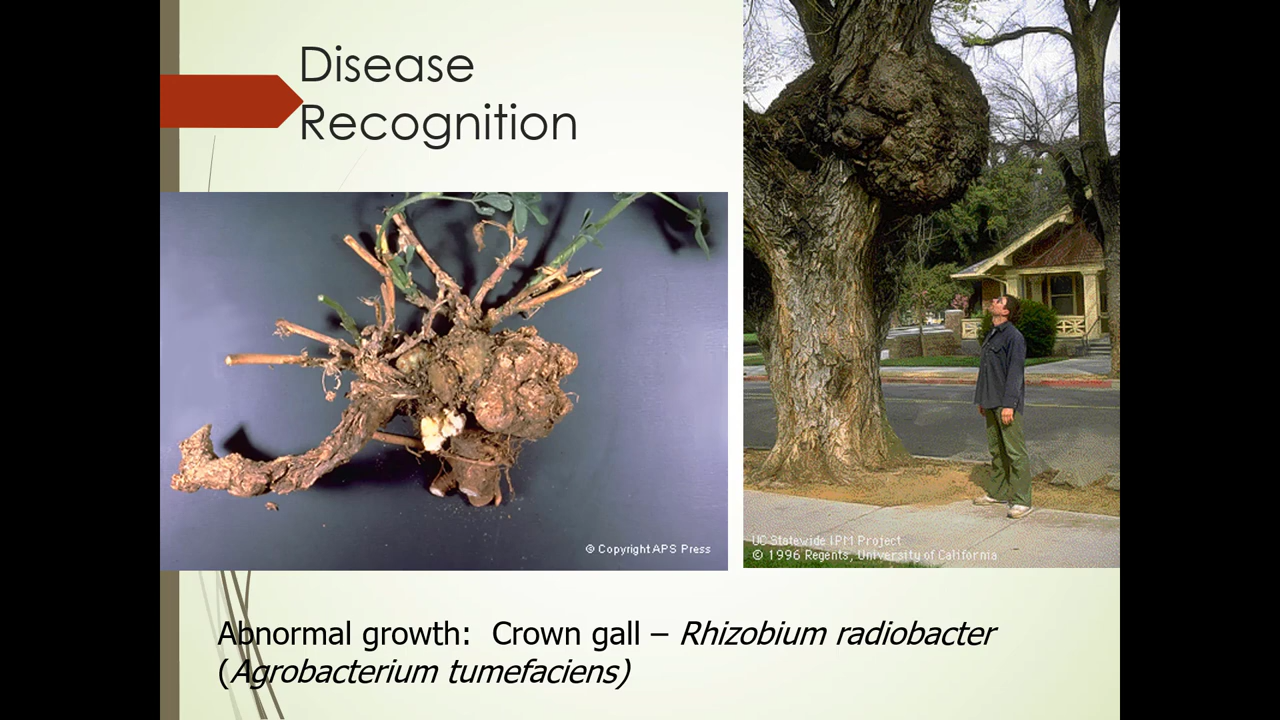 Disease
Recognition
© Copyright APS Press
UC Statewide IPM Project
© 1996 Regents, University of California
Abnormal growth:  Crown gall – Rhizobium radiobacter
(Agrobacterium tumefaciens)